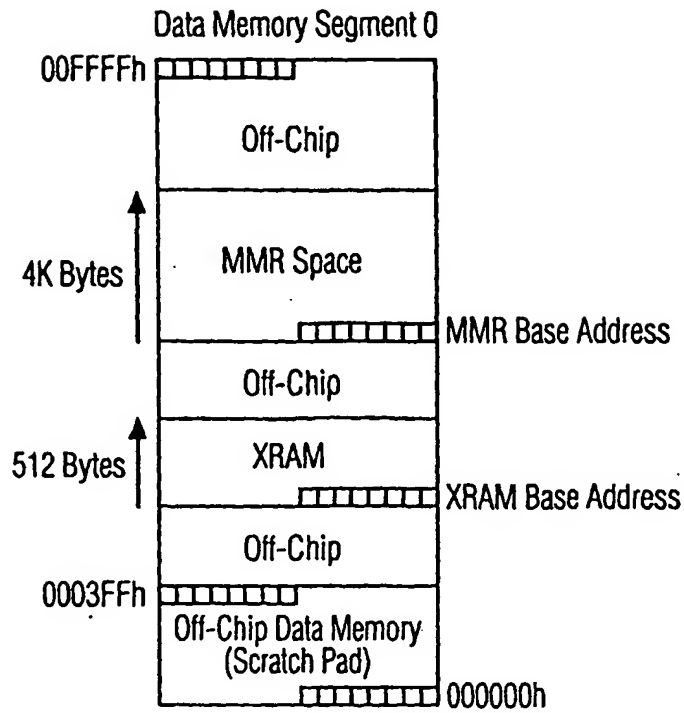 Data Memory Segment 0
00FFFFh
Off-Chip
4K Bytes
MMR Space
MMR Base Address
Off-Chip
512 Bytes
XRAM
XRAM Base Address
Off-Chip
0003FFh
Off-Chip Data Memory
(Scratch Pad)
000000h